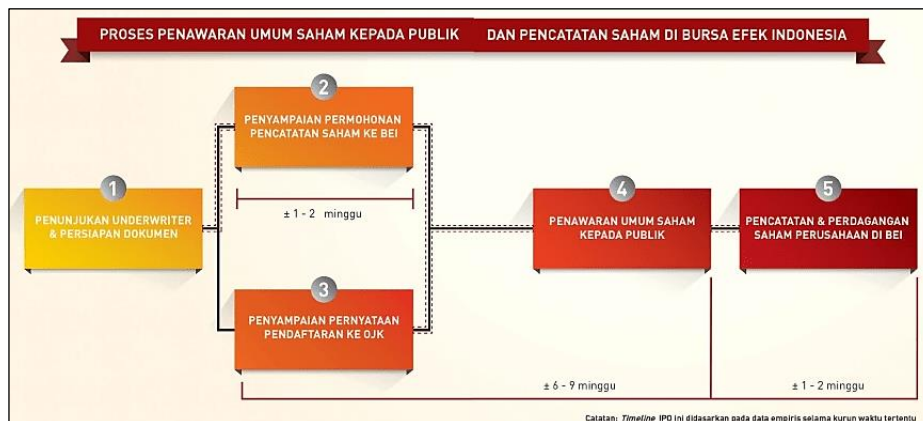 PROSES PENAWARAN UMUM SAHAM KEPADA PUBLIK DAN PENCATATAN SAHAM DI BURSA EFEK INDONESIA
1
PENUNJUKAN UNDERWRITER
& PERSIAPAN DOKUMEN
2
PENYAMPAIAN PERMOHONAN
PENCATATAN SAHAM KE BEI
± 1 - 2 minggu
3
PENYAMPAIAN PERNYATAAN
PENDAFTARAN KE OJK
4
PENAWARAN UMUM SAHAM
KEPADA PUBLIK
5
PENCATATAN & PERDAGANGAN
SAHAM PERUSAHAAN DI BEI
± 6 - 9 minggu
± 1 - 2 minggu
Catatan: Timeline IPO ini didasarkan pada data empiris selama kurun waktu tertentu